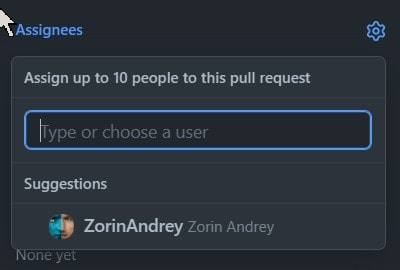 Assignees
Assign up to 10 people to this pull request
Type or choose a user
Suggestions
ZorinAndrey Zorin Andrey
None yet